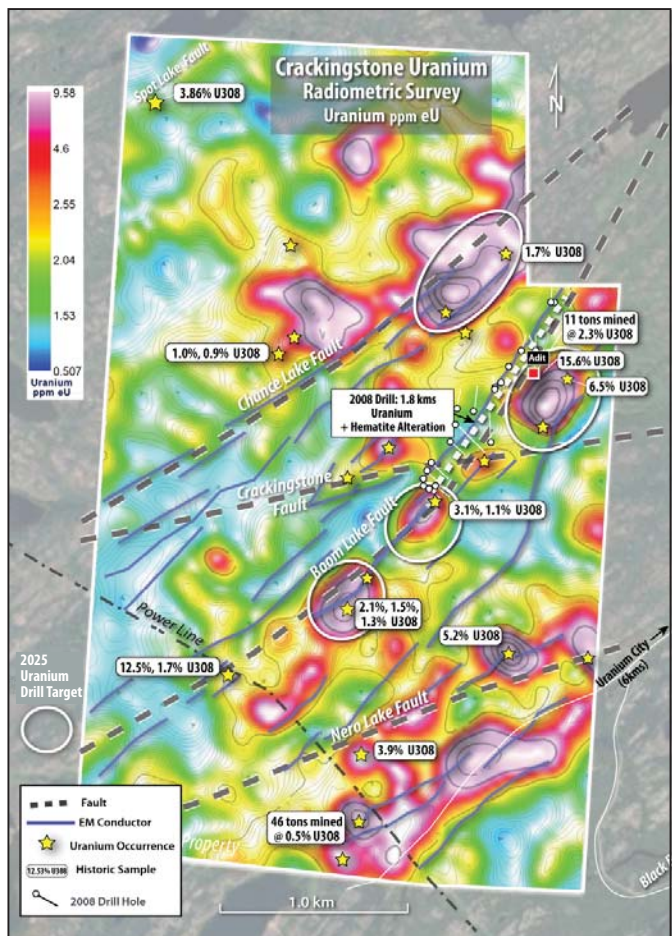 Crackingstone Uranium
Radiometric Survey
Uranium ppm eU
N
9.58
4.6
2.55
2.04
1.53
0.507
Uranium
ppm eU
Spot Lake Fault
3.86% U308
1.7% U308
11 tons mined
@ 2.3% U308
Adit
15.6% U308
6.5% U308
1.0%, 0.9% U308
Chance Lake Fault
2008 Drill: 1.8 kms
Uranium
+ Hematite Alteration
Crackingstone
Fault
Boom Lake Fault
3.1%, 1.1% U308
2.1%, 1.5%,
1.3% U308
Power Line
12.5%, 1.7% U308
5.2% U308
Uranium City
(6kms)
2025
Uranium
Drill Target
Nero Lake Fault
3.9% U308
46 tons mined
@ 0.5% U308
Property
Black
Fault
EM Conductor
Uranium Occurrence
12.53% U308
Historic Sample
2008 Drill Hole
1.0 km